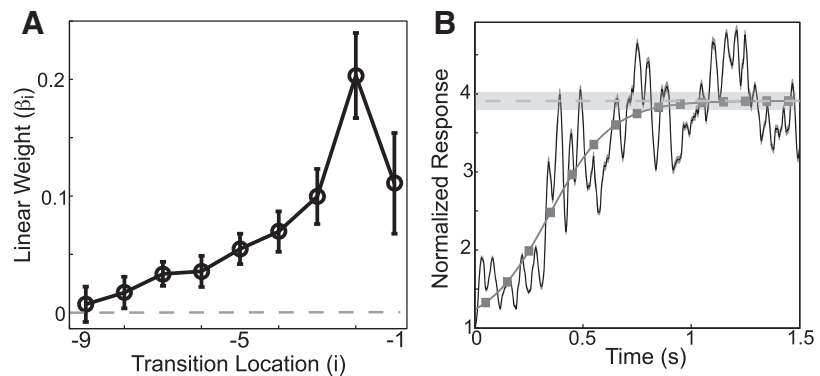 A
Linear Weight (βi)
0.2
0.1
0
-9
-5
-1
Transition Location (i)
B
Normalized Response
4
3
2
1
0
0.5
1
1.5
Time (s)